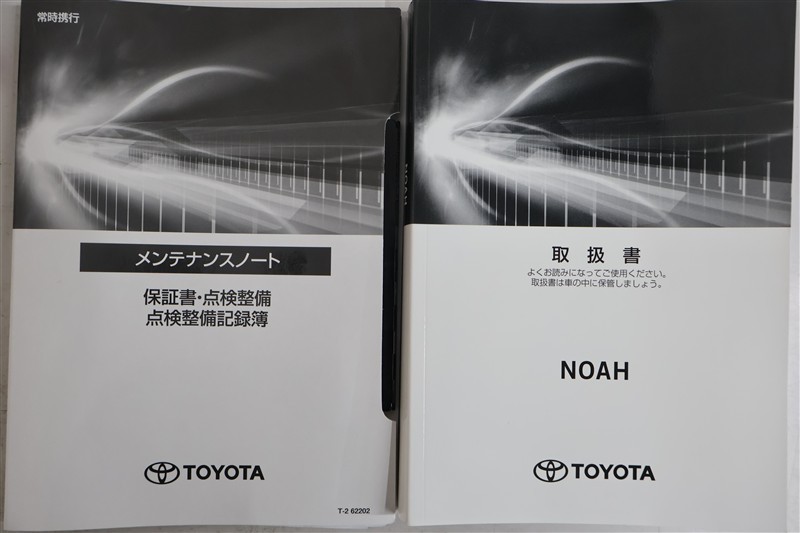 常時携行
メンテナンスノート
保証書・点検整備
点検整備記録簿
TOYOTA
T-2 62202
NOAH
取扱書
よくお読みになってご使用ください。
取扱書は車の中に保管しましょう。
NOAH
TOYOTA